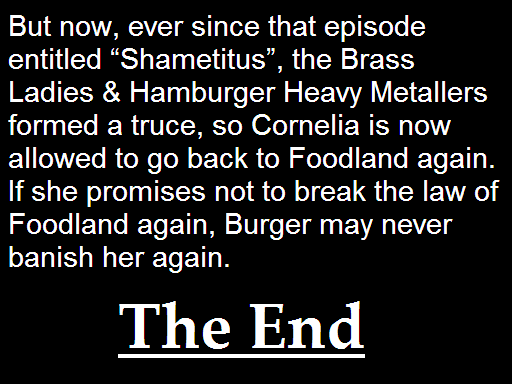 But now, ever since that episode
entitled “Shametitus”, the Brass
Ladies & Hamburger Heavy Metallers
formed a truce, so Cornelia is now
allowed to go back to Foodland again.
If she promises not to break the law of
Foodland again, Burger may never
banish her again.
The End